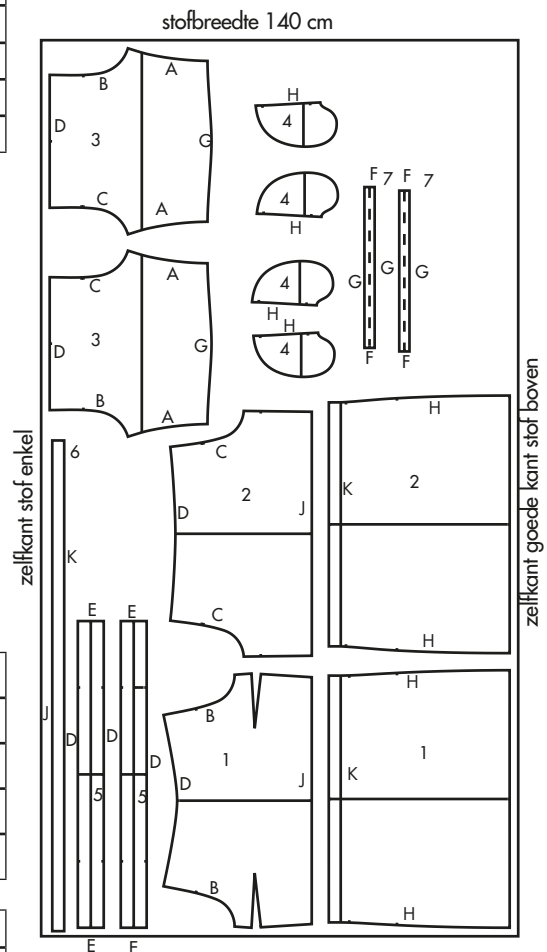 stofbreedte 140 cm
zelfkant stof enkel
zelfkant goede kant stof boven
A
B
D
3
G
C
A
H
4
4
H
4
H
H
4
F 7
F 7
G
G
G
F
F
A
C
D
3
G
B
A
6
K
J
C
D
2
J
C
H
K
2
H
E
E
D
D
D
5
5
E
E
B
D
1
J
B
H
K
1
H